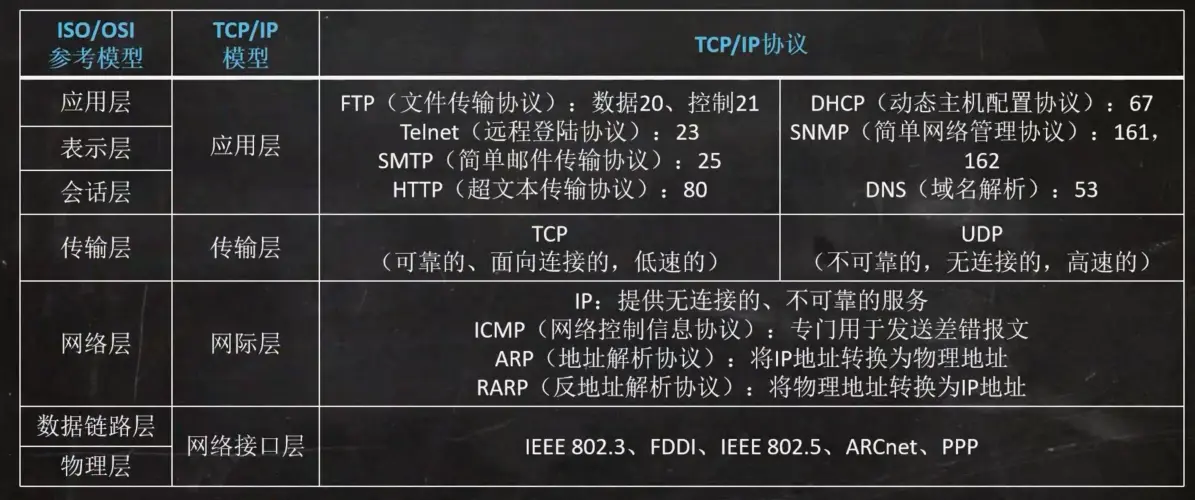 ISO/OSI
参考模型
TCP/IP
模型
TCP/IP协议
应用层
表示层
会话层
应用层
FTP（文件传输协议）：数据20、控制21
Telnet（远程登陆协议）：23
SMTP（简单邮件传输协议）：25
HTTP（超文本传输协议）：80
DHCP（动态主机配置协议）：67
SNMP（简单网络管理协议）：161，
162
DNS（域名解析）：53
传输层
传输层
TCP
（可靠的、面向连接的，低速的）
UDP
（不可靠的，无连接的，高速的）
网络层
网际层
IP：提供无连接的、不可靠的服务
ICMP（网络控制信息协议）：专门用于发送差错报文
ARP（地址解析协议）：将IP地址转换为物理地址
RARP（反地址解析协议）：将物理地址转换为IP地址
数据链路层
物理层
网络接口层
IEEE 802.3、FDDI、IEEE 802.5、ARCnet、PPP